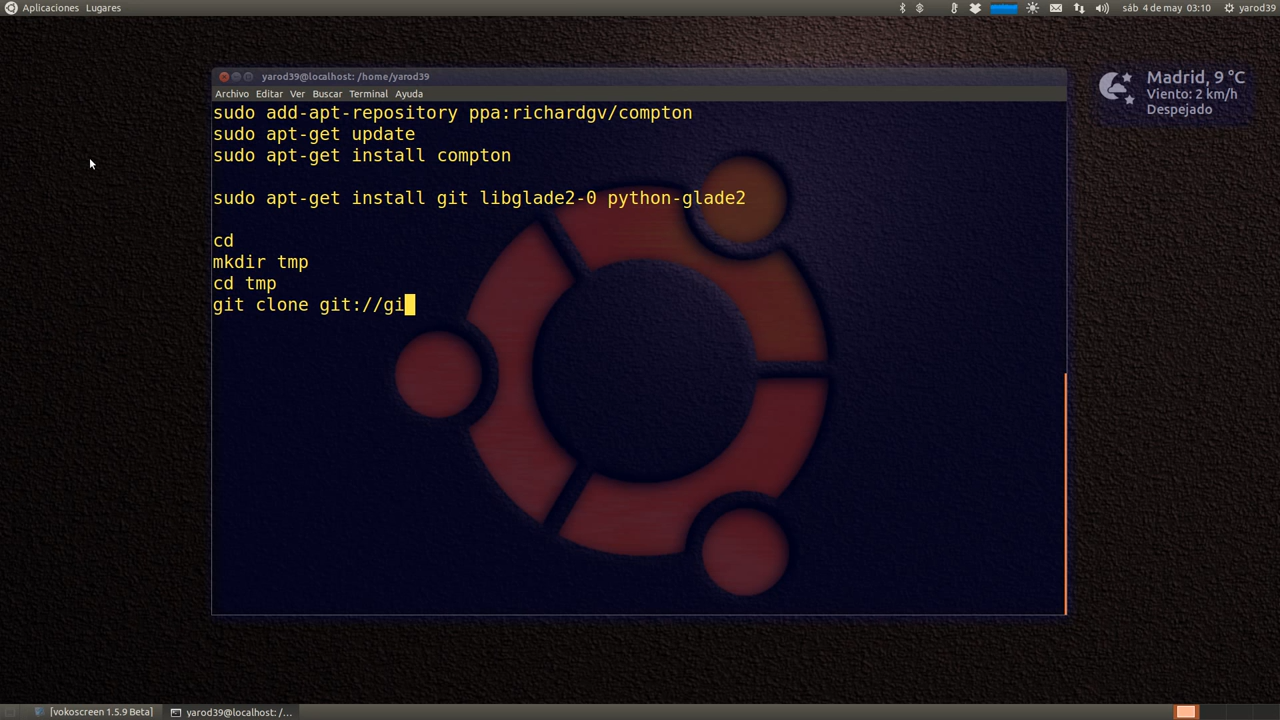 Aplicaciones Lugares
sáb 4 de may 03:10 yarod39
yarod39@localhost: /home/yarod39
Archivo Editar Ver Buscar Terminal Ayuda
Madrid, 9 °C
Viento: 2 km/h
Despejado
sudo add-apt-repository ppa:richardgv/compton
sudo apt-get update
sudo apt-get install compton
sudo apt-get install git libglade2-0 python-glade2
cd
mkdir tmp
cd tmp
git clone git://gi
[vokoscreen 1.5.9 Beta] yarod39@localhost: /...